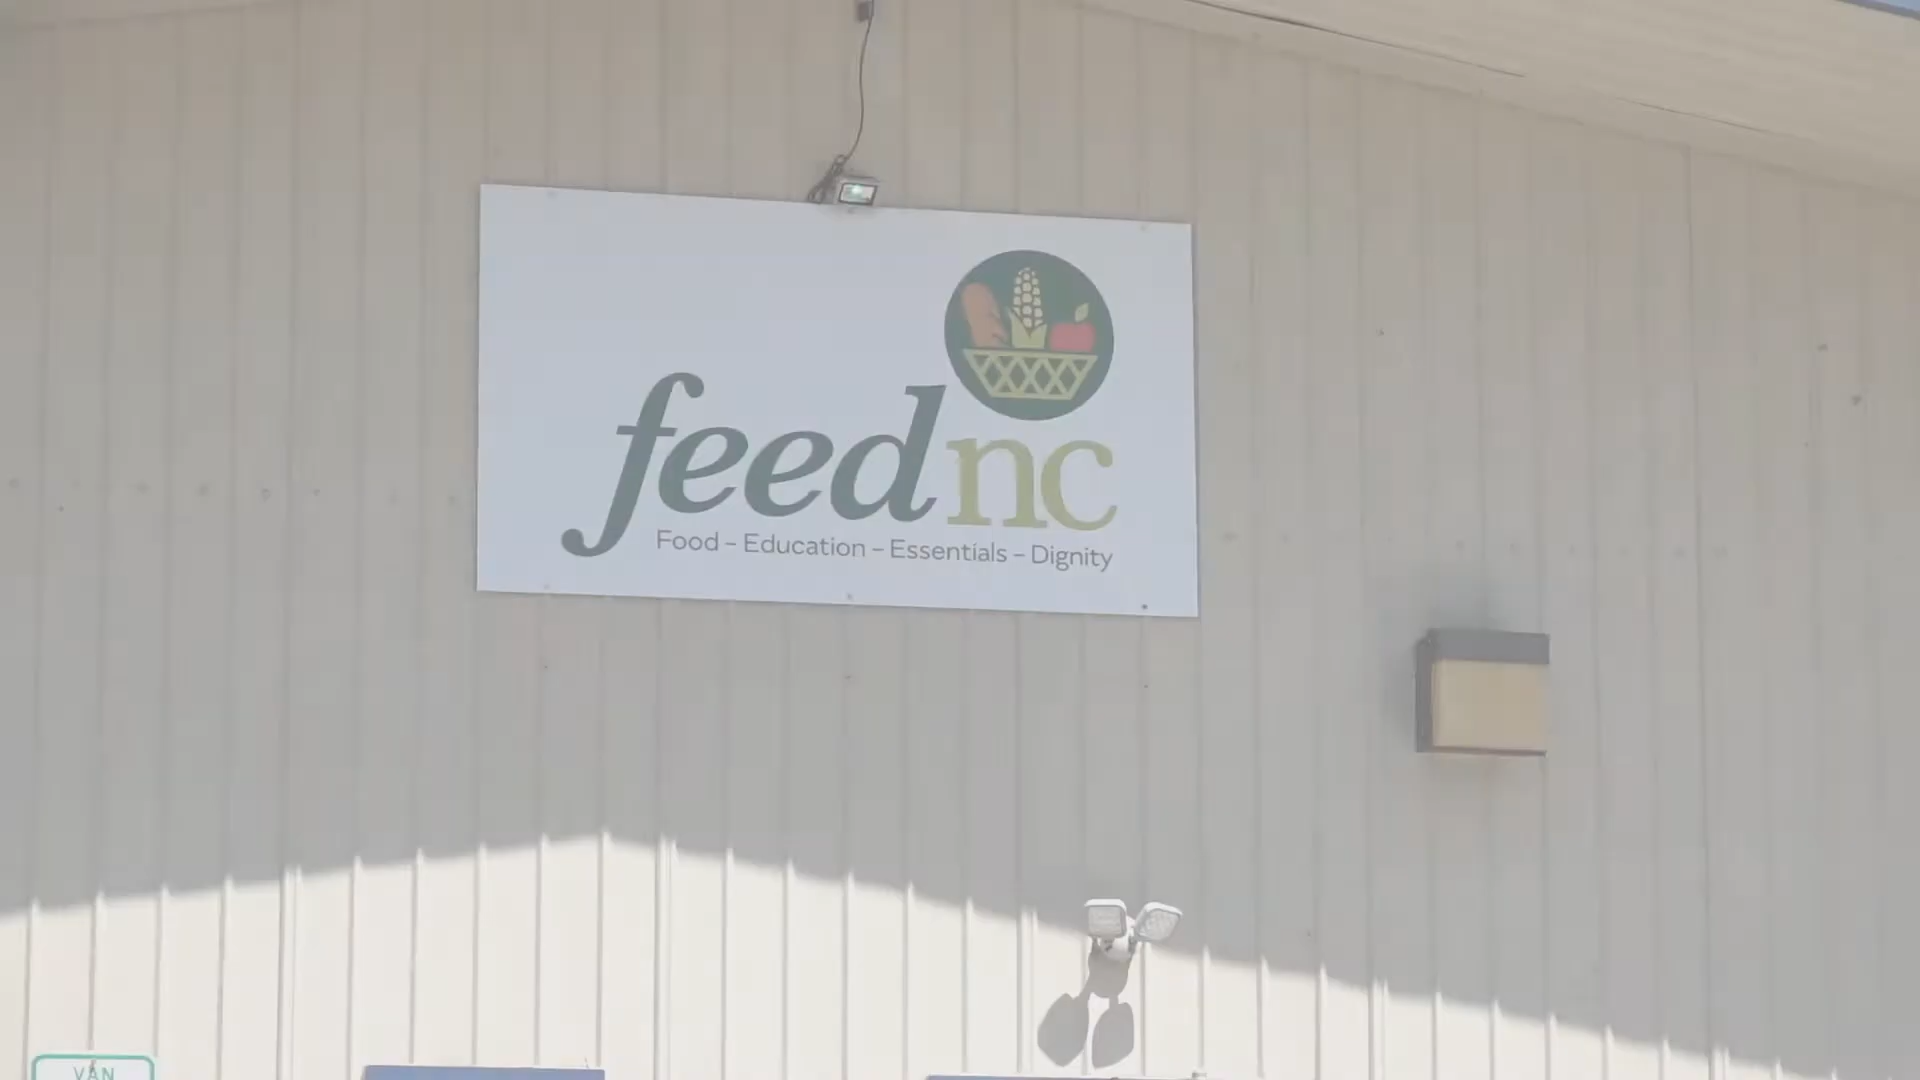 feednc
Food – Education – Essentials – Dignity
VAN